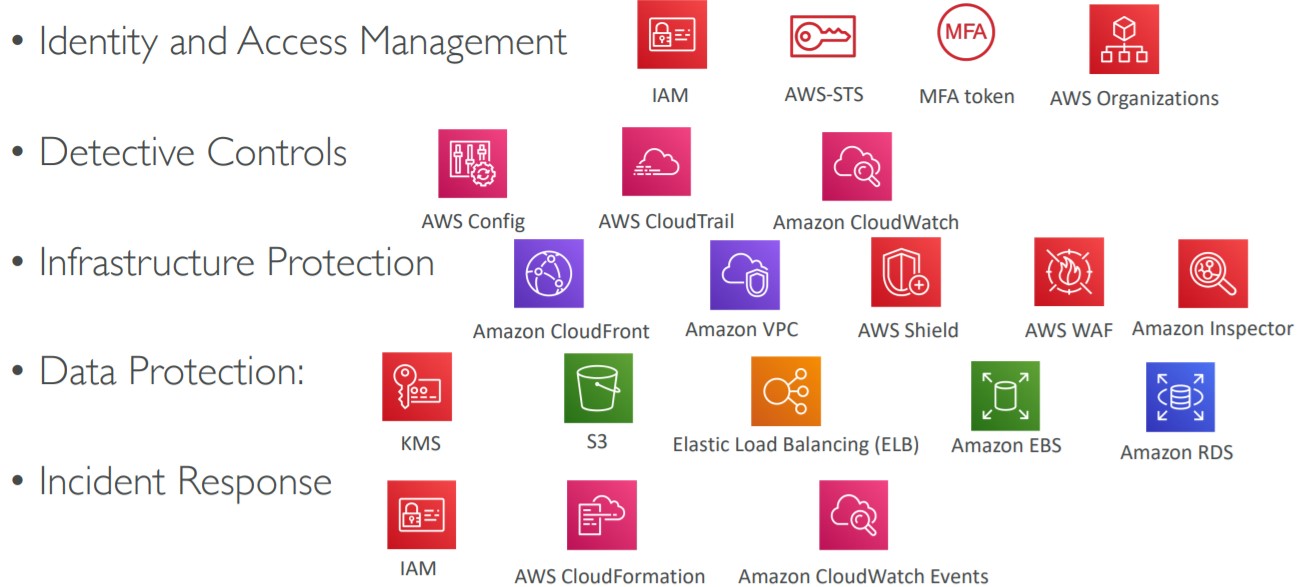 • Identity and Access Management
MFA
IAM
AWS-STS
MFA token
AWS Organizations
• Detective Controls
AWS Config
AWS CloudTrail
Amazon CloudWatch
• Infrastructure Protection
Amazon CloudFront
Amazon VPC
AWS Shield
AWS WAF
Amazon Inspector
• Data Protection:
KMS
S3
Elastic Load Balancing (ELB)
Amazon EBS
Amazon RDS
• Incident Response
IAM
AWS CloudFormation
Amazon CloudWatch Events